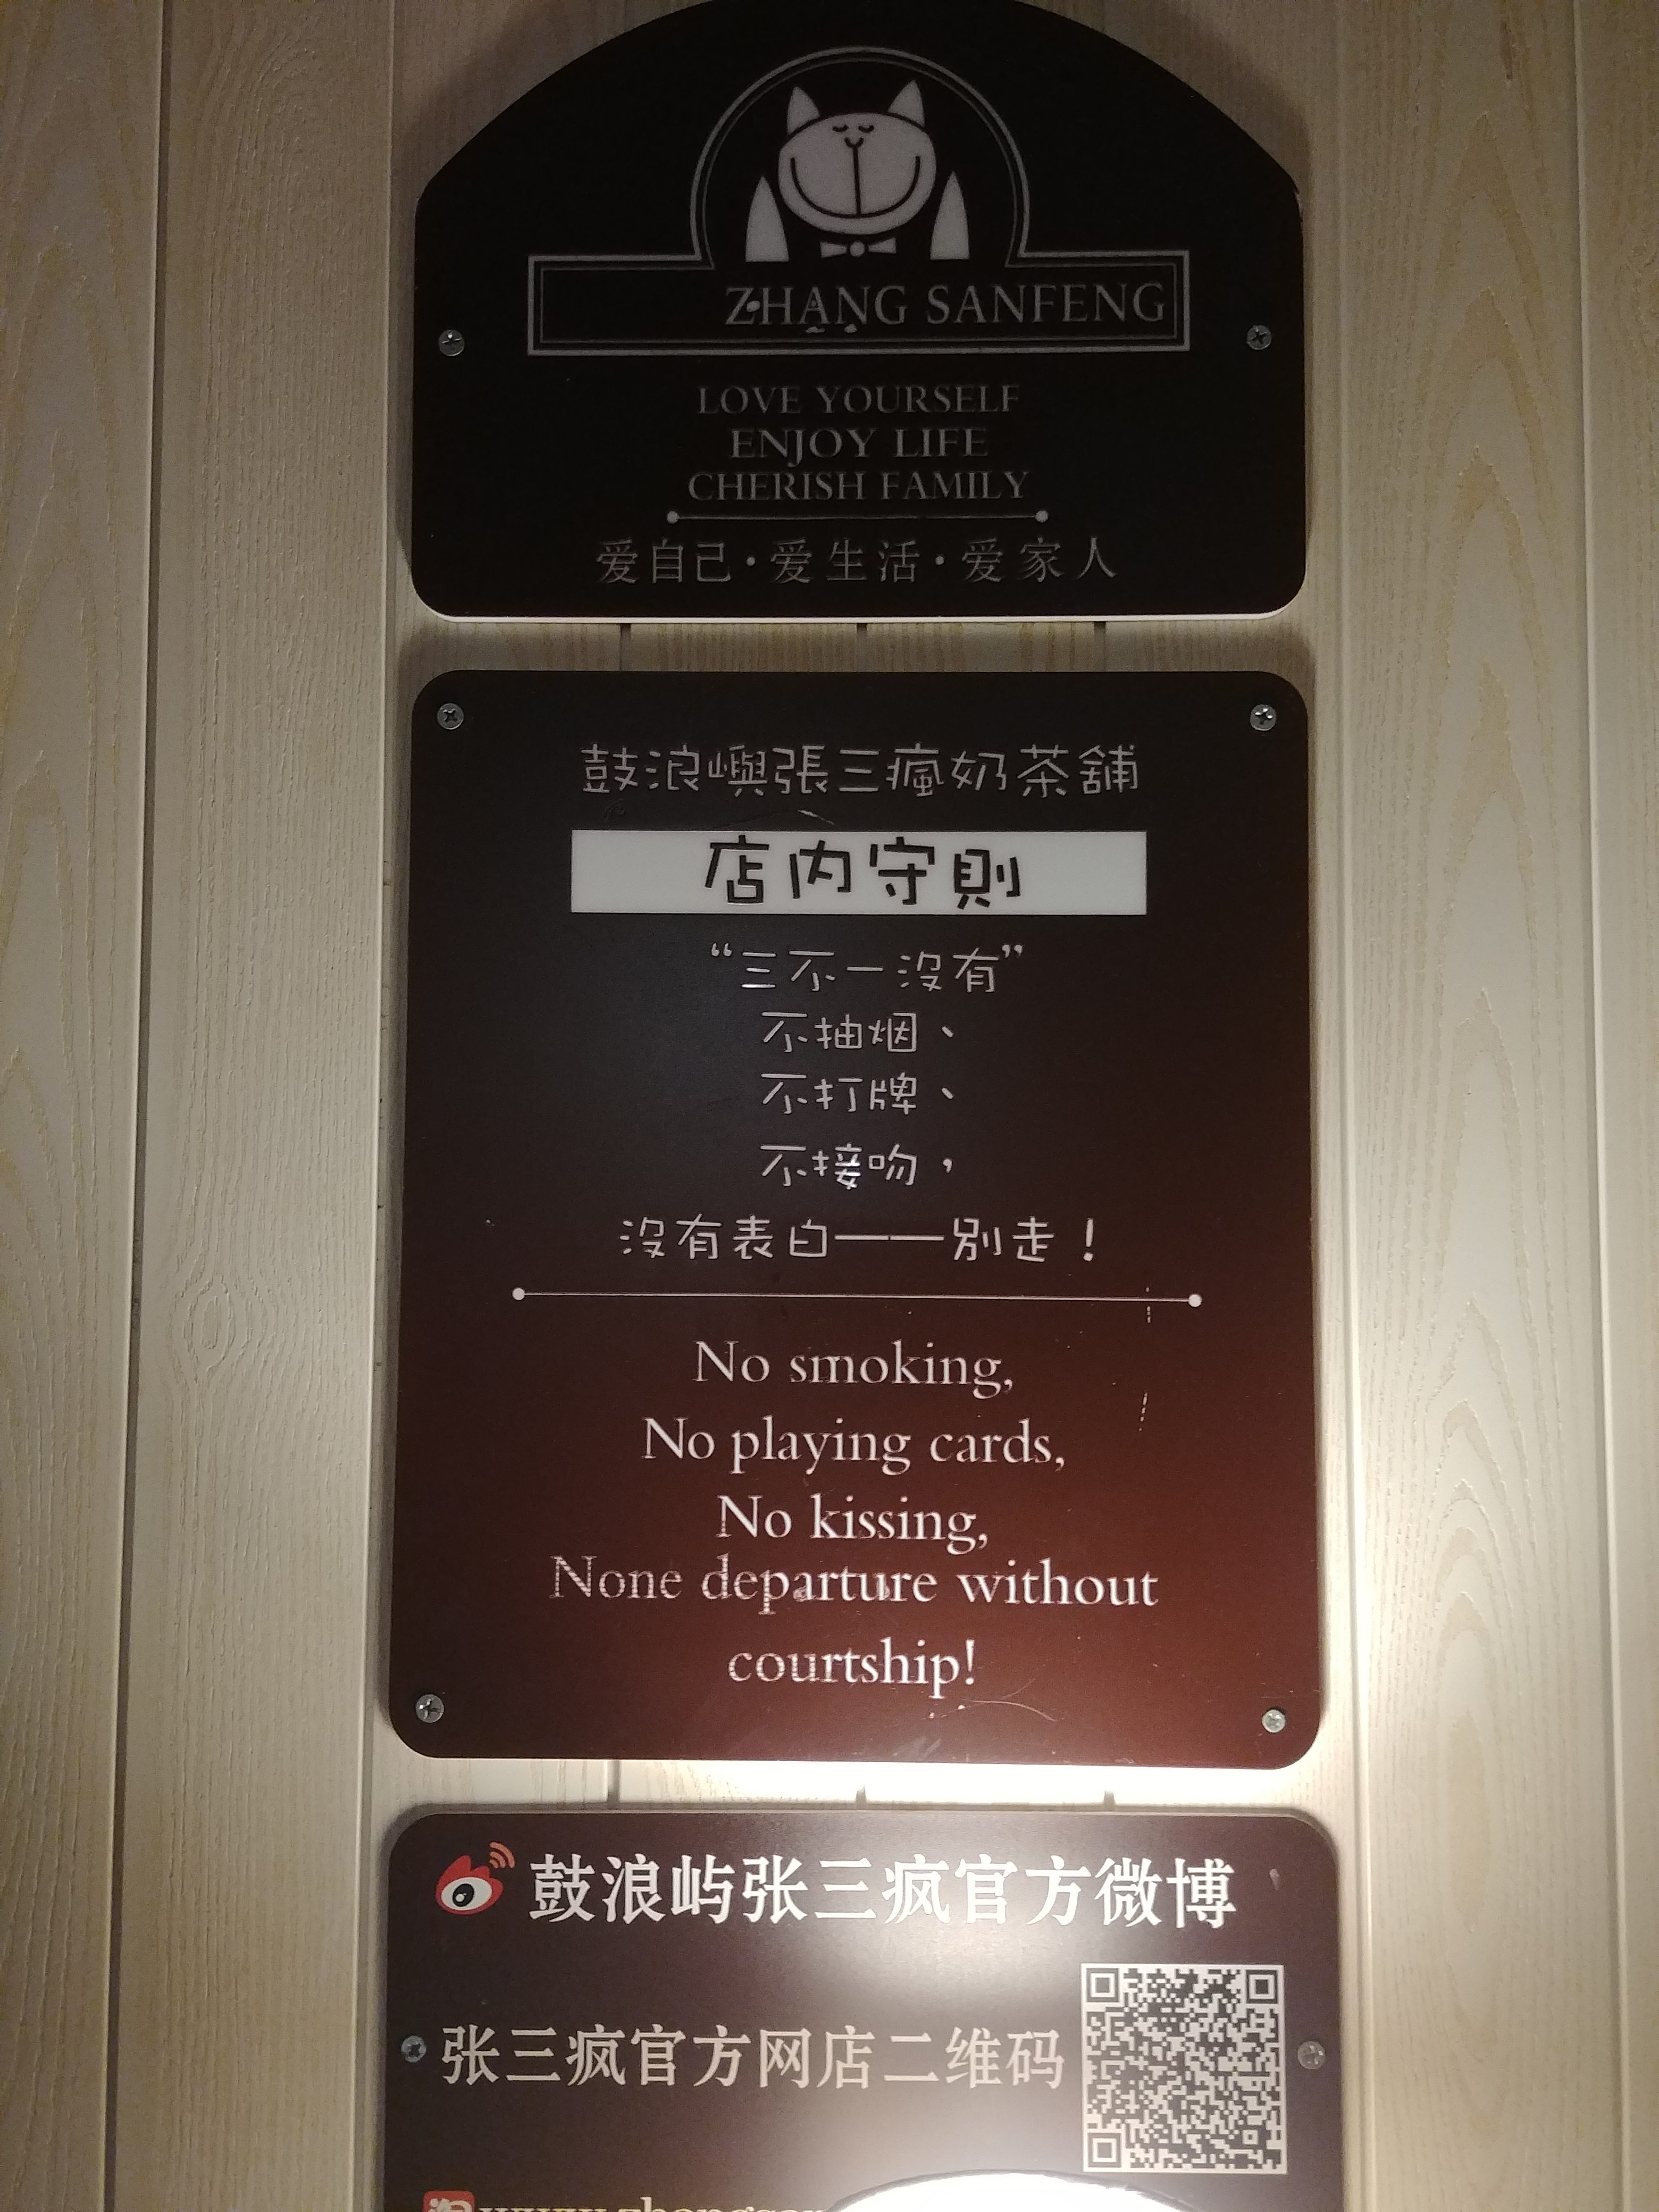 ZHANG SANFENG
LOVE YOURSELF
ENJOY LIFE
CHERISH FAMILY
爱自己·爱生活·爱家人
鼓浪嶼張三瘋奶茶舖
店内守則
“三不一没有”
不抽烟、
不打牌、
不接吻，
没有表白——别走！
No smoking,
No playing cards,
No kissing,
None departure without
courtship!
鼓浪屿张三疯官方微博
张三疯官方网店二维码
淘